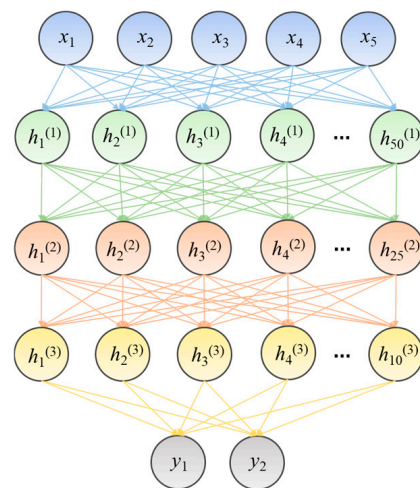 x₁ x₂ x₃ x₄ x₅
h₁⁽¹⁾ h₂⁽¹⁾ h₃⁽¹⁾ h₄⁽¹⁾ ... h₅₀⁽¹⁾
h₁⁽²⁾ h₂⁽²⁾ h₃⁽²⁾ h₄⁽²⁾ ... h₂₅⁽²⁾
h₁⁽³⁾ h₂⁽³⁾ h₃⁽³⁾ h₄⁽³⁾ ... h₁₀⁽³⁾
y₁ y₂